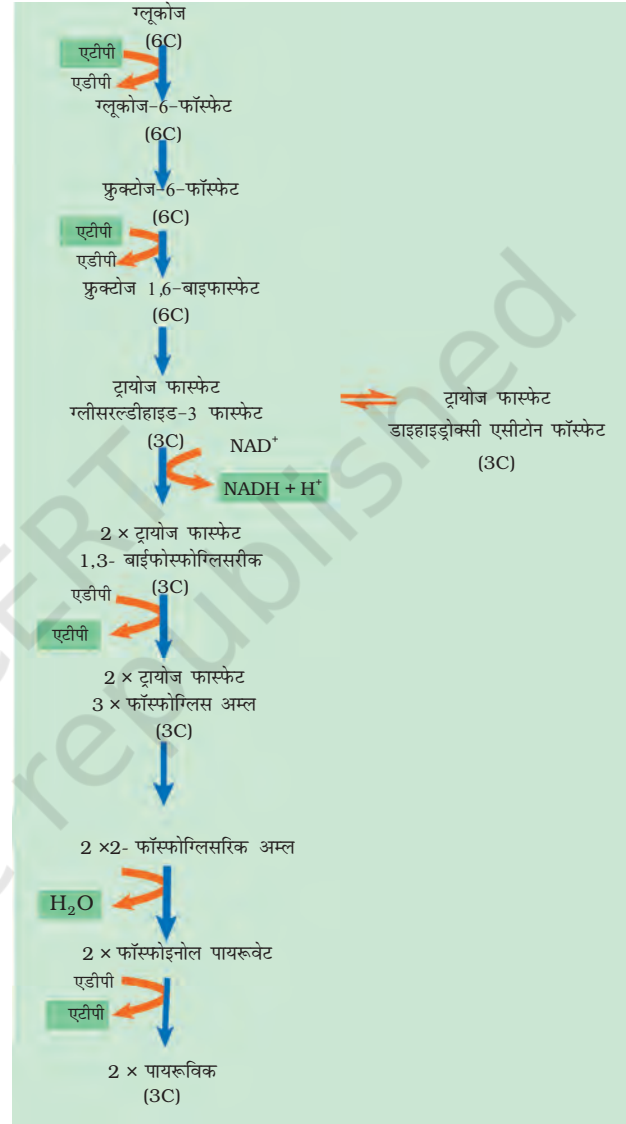 ग्लूकोज
(6C)
एटीपी
एडीपी
ग्लूकोज-6-फॉस्फेट
(6C)
फ्रुक्टोज-6-फॉस्फेट
(6C)
एटीपी
एडीपी
फ्रुक्टोज 1,6-बाइफास्फेट
(6C)
ट्रायोज फास्फेट
ग्लीसरल्डीहाइड-3 फास्फेट
(3C)
ट्रायोज फास्फेट
डाइहाइड्रोक्सी एसीटोन फॉस्फेट
(3C)
NAD⁺
NADH + H⁺
2 × ट्रायोज फास्फेट
1,3- बाईफोस्फोग्लिसरीक
(3C)
एडीपी
एटीपी
2 × ट्रायोज फास्फेट
3 × फॉस्फोग्लिस अम्ल
(3C)
2 ×2- फॉस्फोग्लिसरिक अम्ल
H₂O
2 × फॉस्फोइनोल पायरूवेट
एडीपी
एटीपी
2 × पायरूविक
(3C)
NCERT
republished